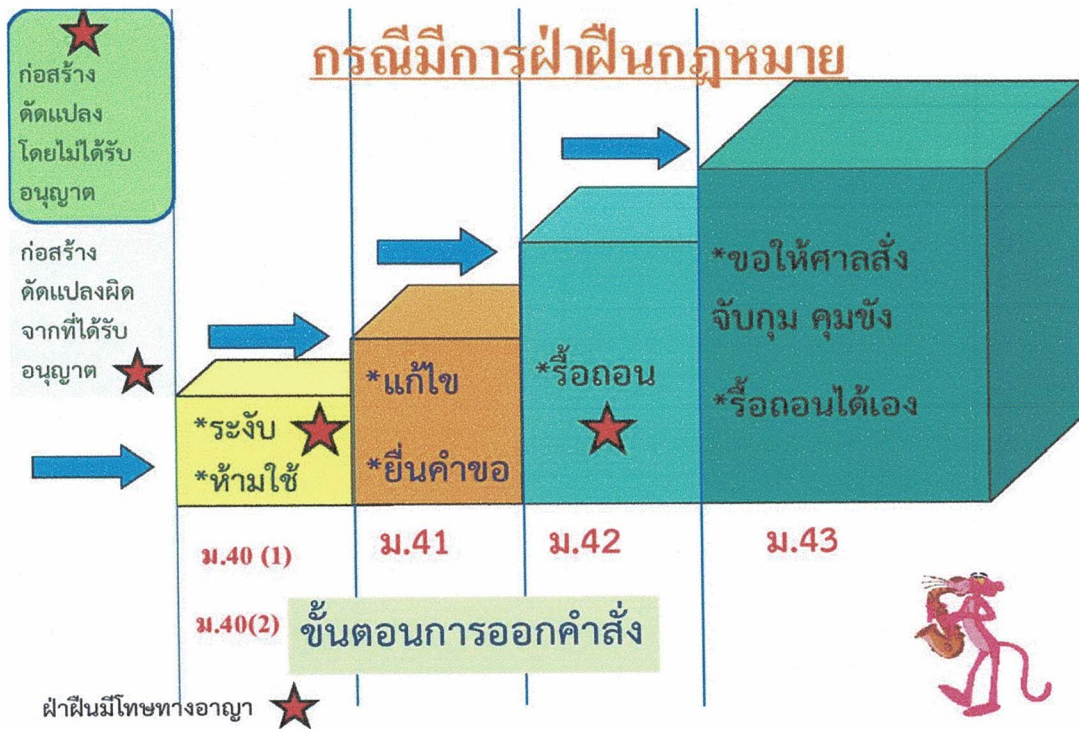 กรณีมีการฝ่าฝืนกฎหมาย
ก่อสร้าง
ดัดแปลง
โดยไม่ได้รับ
อนุญาต
ก่อสร้าง
ดัดแปลงผิด
จากที่ได้รับ
อนุญาต
*ระงับ
*ห้ามใช้
*แก้ไข
*ยื่นคำขอ
*รื้อถอน
*ขอให้ศาลสั่ง
จับกุม คุมขัง
*รื้อถอนได้เอง
ม.40 (1)
ม.40(2)
ม.41
ม.42
ม.43
ขั้นตอนการออกคำสั่ง
ฝ่าฝืนมีโทษทางอาญา